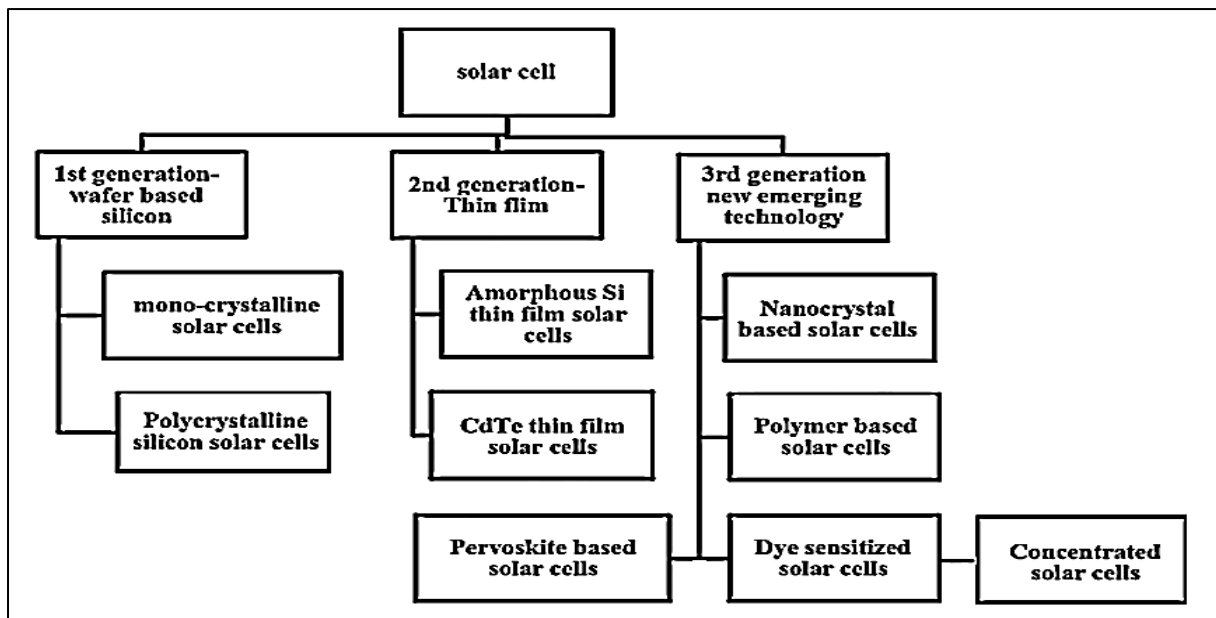 solar cell
1st generation-
wafer based
silicon
2nd generation-
Thin flim
3rd generation
new emerging
technology
mono-crystalline
solar cells
Amorphous Si
thin film solar
cells
Nanocrystal
based solar cells
Polycrystalline
silicon solar cells
CdTe thin film
solar cells
Polymer based
solar cells
Pervoskite based
solar cells
Dye sensitized
solar cells
Concentrated
solar cells